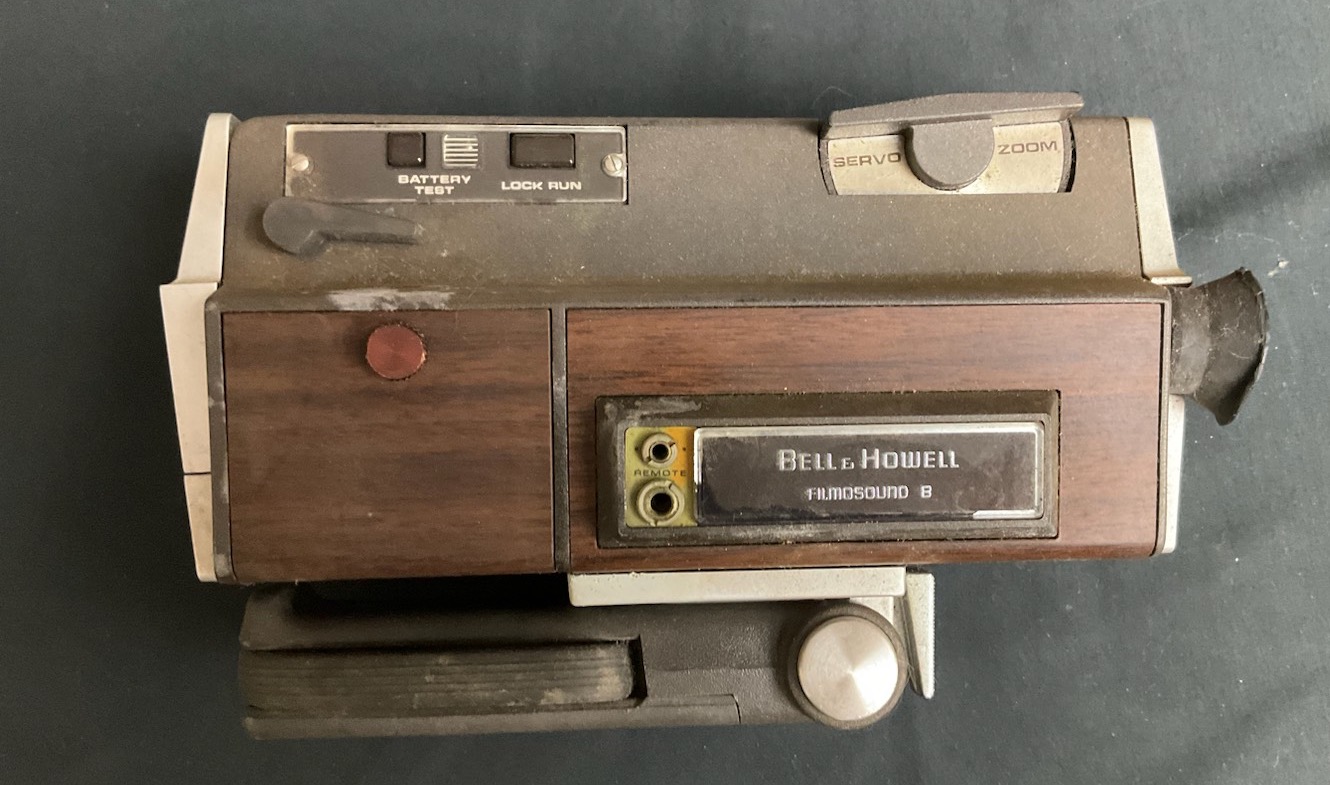 BATTERY
TEST
LOCK RUN
SERVO
ZOOM
REMOTE
BELL & HOWELL
FILMOSOUND 8